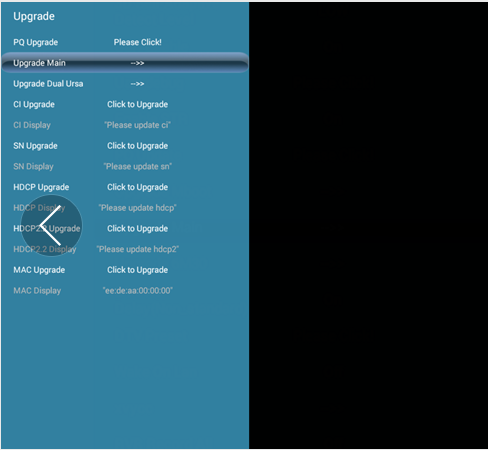 Upgrade
PQ Upgrade Please Click!
Upgrade Main -->>
Upgrade Dual Ursa -->>
CI Upgrade Click to Upgrade
CI Display "Please update ci"
SN Upgrade Click to Upgrade
SN Display "Please update sn"
HDCP Upgrade Click to Upgrade
HDCP Display "Please update hdcp"
HDCP2.2 Upgrade Click to Upgrade
HDCP2.2 Display "Please update hdcp2"
MAC Upgrade Click to Upgrade
MAC Display "ee:de:aa:00:00:00"